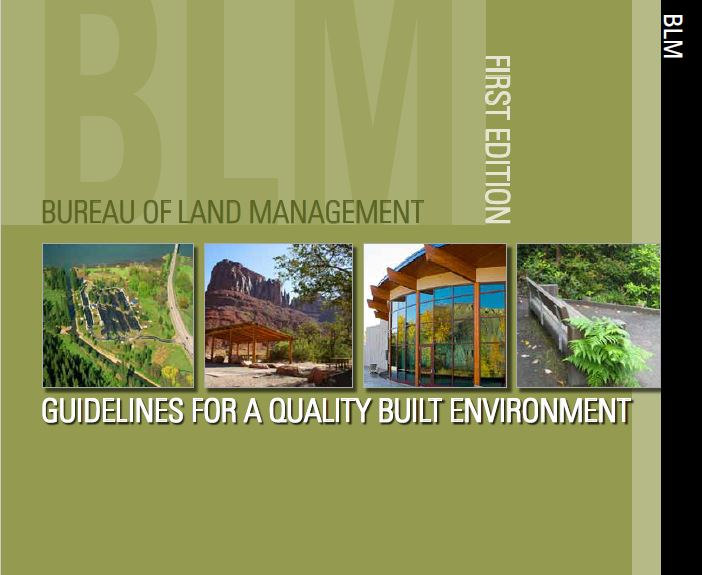 BLM
FIRST EDITION
BLM
BUREAU OF LAND MANAGEMENT
GUIDELINES FOR A QUALITY BUILT ENVIRONMENT